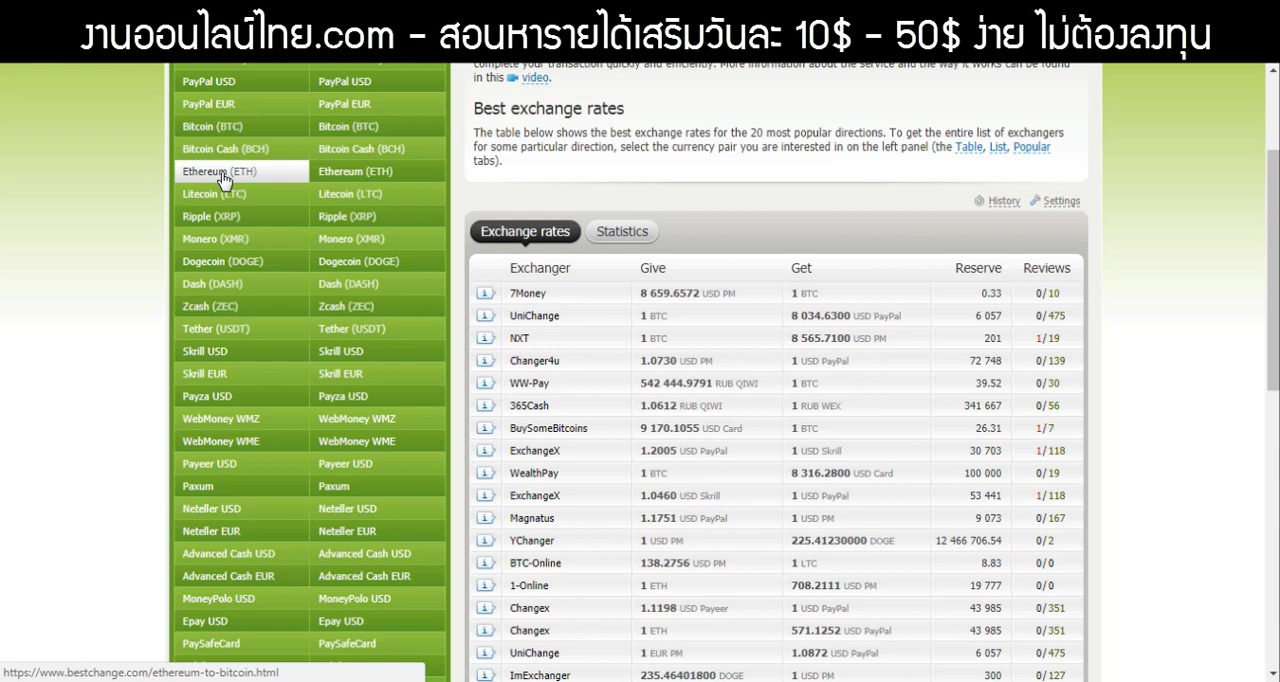 งานออนไลน์ไทย.com - สอนหารายได้เสริมวันละ 10$ - 50$ ง่าย ไม่ต้องลงทุน
complete your transaction quickly and efficiently. More information about the service and the way it works can be found
in this video.
Best exchange rates
The table below shows the best exchange rates for the 20 most popular directions. To get the entire list of exchangers
for some particular direction, select the currency pair you are interested in on the left panel (the Table, List, Popular
tabs).
History Settings
Exchange rates Statistics
PayPal USD PayPal USD
PayPal EUR PayPal EUR
Bitcoin (BTC) Bitcoin (BTC)
Bitcoin Cash (BCH) Bitcoin Cash (BCH)
Ethereum (ETH) Ethereum (ETH)
Litecoin (LTC) Litecoin (LTC)
Ripple (XRP) Ripple (XRP)
Monero (XMR) Monero (XMR)
Dogecoin (DOGE) Dogecoin (DOGE)
Dash (DASH) Dash (DASH)
Zcash (ZEC) Zcash (ZEC)
Tether (USDT) Tether (USDT)
Skrill USD Skrill USD
Skrill EUR Skrill EUR
Payza USD Payza USD
WebMoney WMZ WebMoney WMZ
WebMoney WME WebMoney WME
Payeer USD Payeer USD
Paxum Paxum
Neteller USD Neteller USD
Neteller EUR Neteller EUR
Advanced Cash USD Advanced Cash USD
Advanced Cash EUR Advanced Cash EUR
MoneyPolo USD MoneyPolo USD
Epay USD Epay USD
PaySafeCard PaySafeCard
Exchanger Give Get Reserve Reviews
7Money 8 659.6572 USD PM 1 BTC 0.33 0/10
UniChange 1 BTC 8 034.6300 USD PayPal 6 057 0/475
NXT 1 BTC 8 565.7100 USD PM 201 1/19
Changer4u 1.0730 USD PM 1 USD PayPal 72 748 0/139
WW-Pay 542 444.9791 RUB QIWI 1 BTC 39.52 0/30
365Cash 1.0612 RUB QIWI 1 RUB WEX 341 667 0/56
BuySomeBitcoins 9 170.1055 USD Card 1 BTC 26.31 1/7
ExchangeX 1.2005 USD PayPal 1 USD Skrill 30 703 1/118
WealthPay 1 BTC 8 316.2800 USD Card 100 000 0/19
ExchangeX 1.0460 USD Skrill 1 USD PayPal 53 441 1/118
Magnatus 1.1751 USD PayPal 1 USD PM 9 073 0/167
YChanger 1 USD PM 225.41230000 DOGE 12 466 706.54 0/2
BTC-Online 138.2756 USD PM 1 LTC 8.83 0/0
1-Online 1 ETH 708.2111 USD PM 19 777 0/0
Changex 1.1198 USD Payeer 1 USD PayPal 43 985 0/351
Changex 1 ETH 571.1252 USD PayPal 43 985 0/351
UniChange 1 EUR PM 1.0872 USD PayPal 6 057 0/475
ImExchanger 235.46401800 DOGE 1 USD PM 300 0/127
https://www.bestchange.com/ethereum-to-bitcoin.html